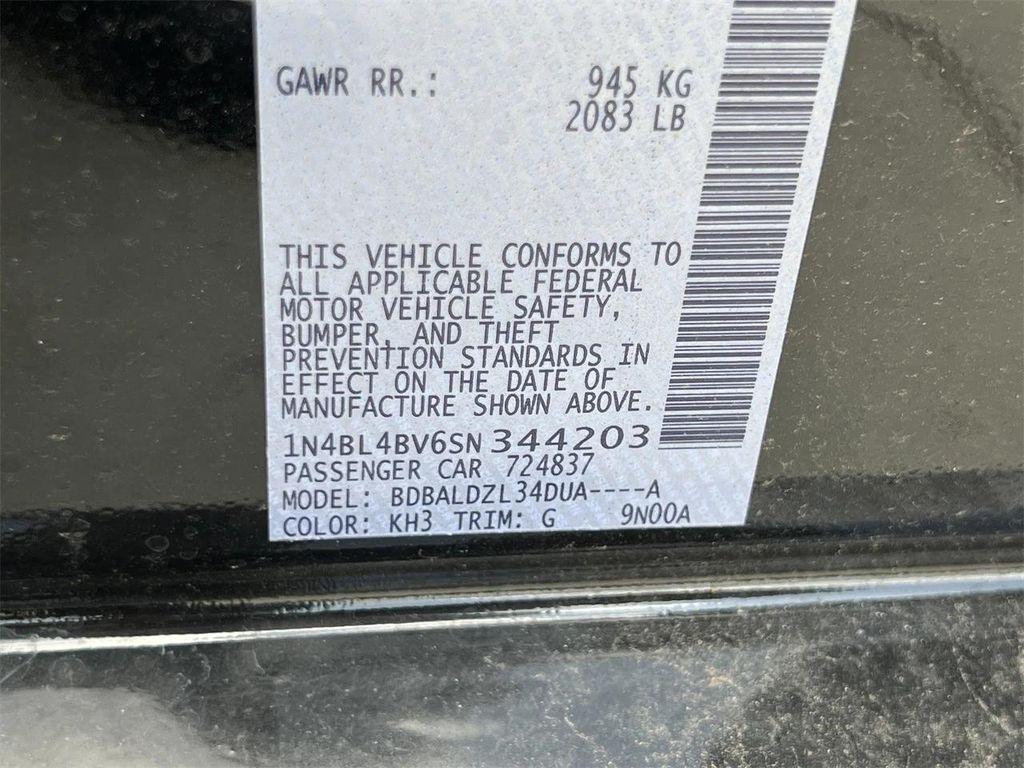 GAWR RR.: 945 KG
2083 LB
THIS VEHICLE CONFORMS TO
ALL APPLICABLE FEDERAL
MOTOR VEHICLE SAFETY,
BUMPER, AND THEFT
PREVENTION STANDARDS IN
EFFECT ON THE DATE OF
MANUFACTURE SHOWN ABOVE.
1N4BL4BV6SN344203
PASSENGER CAR 724837
MODEL: BDBALDZL34DUA----A
COLOR: KH3 TRIM: G 9N00A